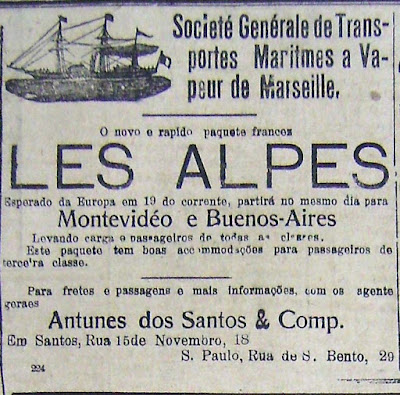 Societé Genérale de Trans-
portes Maritmes a Va-
peur de Marseille.
O novo e rapido paquete francez
LES ALPES
Esperado da Europa em 19 do corrente, partirá no mesmo dia para
Montevidéo e Buenos-Aires
Levando carga e passageiros de todas as classes.
Este paquete tem boas accommodações para passageiros de
terceira classe.
Para fretes e passagens e mais informações, com os agente
geraes
Antunes dos Santos & Comp.
Em Santos, Rua 15 de Novembro, 18
S. Paulo, Rua de S. Bento, 29
224